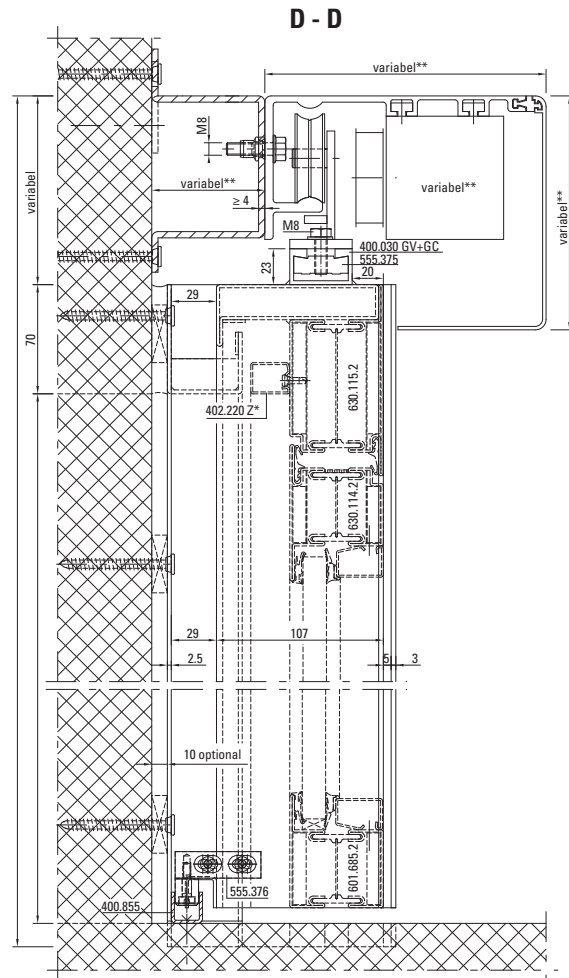 D - D
variabel**
M8
variabel
variabel**
variabel**
variabel**
≥ 4
M8
400.030 GV+GC
555.375
23
20
29
70
630.115.2
402.220 Z*
630.114.2
29
107
2.5
5
3
10 optional
601.685.2
555.376
400.855